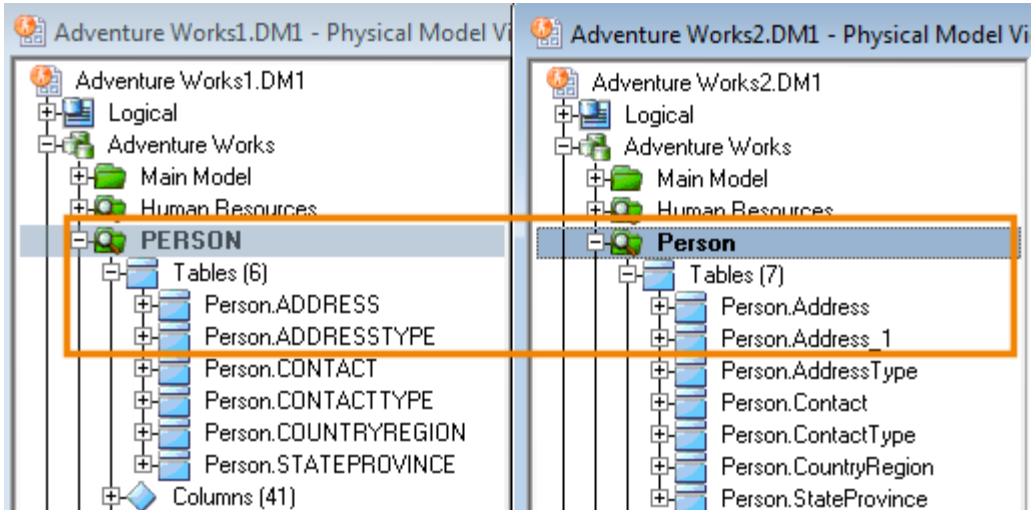 Adventure Works1.DM1 - Physical Model Vi
Adventure Works1.DM1
Logical
Adventure Works
Main Model
Human Resources
PERSON
Tables (6)
Person.ADDRESS
Person.ADDRESSTYPE
Person.CONTACT
Person.CONTACTTYPE
Person.COUNTRYREGION
Person.STATEPROVINCE
Columns (41)
Adventure Works2.DM1 - Physical Model Vi
Adventure Works2.DM1
Logical
Adventure Works
Main Model
Human Resources
Person
Tables (7)
Person.Address
Person.Address_1
Person.AddressType
Person.Contact
Person.ContactType
Person.CountryRegion
Person.StateProvince